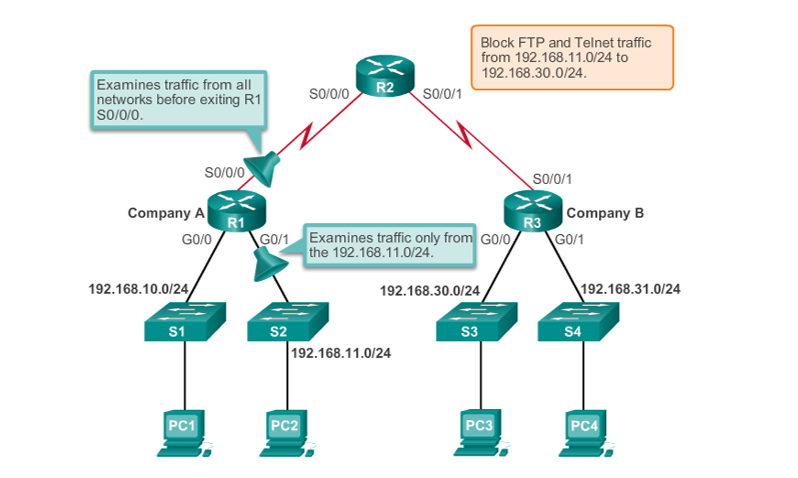 Block FTP and Telnet traffic
from 192.168.11.0/24 to
192.168.30.0/24.
R2
Examines traffic from all
networks before exiting R1
S0/0/0.
S0/0/0
S0/0/1
S0/0/0
S0/0/1
Company A
R1
R3
Company B
G0/0
G0/1
Examines traffic only from
the 192.168.11.0/24.
G0/0
G0/1
192.168.10.0/24
192.168.30.0/24
192.168.31.0/24
S1
S2
S3
S4
192.168.11.0/24
PC1
PC2
PC3
PC4